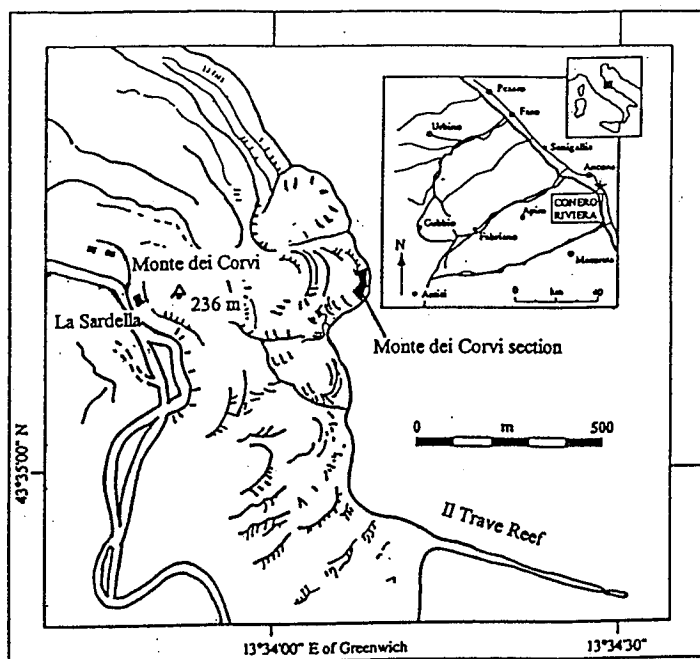 Pesaro
Fano
Urbino
Senigallia
Ancona
CONERO
RIVIERA
Apiro
Gubbio
Fabriano
N
Macerata
Assisi
0 km 40
Monte dei Corvi
236 m
La Sardella
Monte dei Corvi section
0 m 500
43°35'00" N
Il Trave Reef
13°34'00" E of Greenwich
13°34'30"